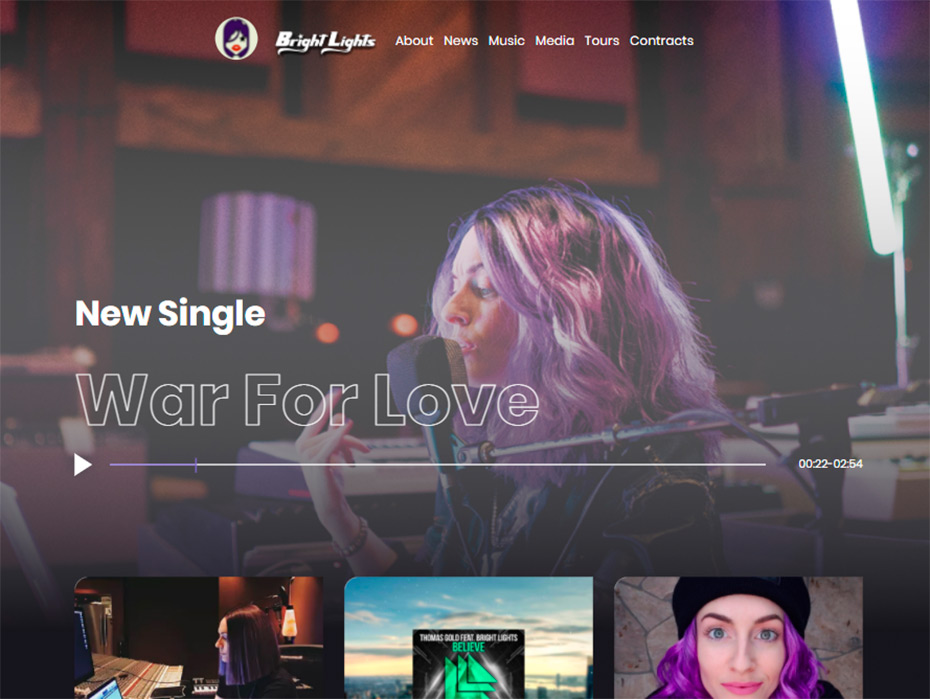 Bright Lights
About News Music Media Tours Contracts
New Single
War For Love
00:22-02:54
THOMAS GOLD FEAT. BRIGHT LIGHTS
BELIEVE